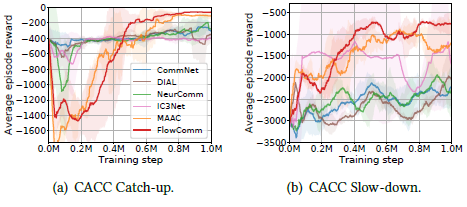 0
−200
−400
−600
−800
−1000
−1200
−1400
−1600
0.0M 0.2M 0.4M 0.6M 0.8M 1.0M
Training step
Average episode reward
CommNet
DIAL
NeurComm
IC3Net
MAAC
FlowComm
(a) CACC Catch-up.
−500
−1000
−1500
−2000
−2500
−3000
−3500
0.0M 0.2M 0.4M 0.6M 0.8M 1.0M
Training step
Average episode reward
(b) CACC Slow-down.